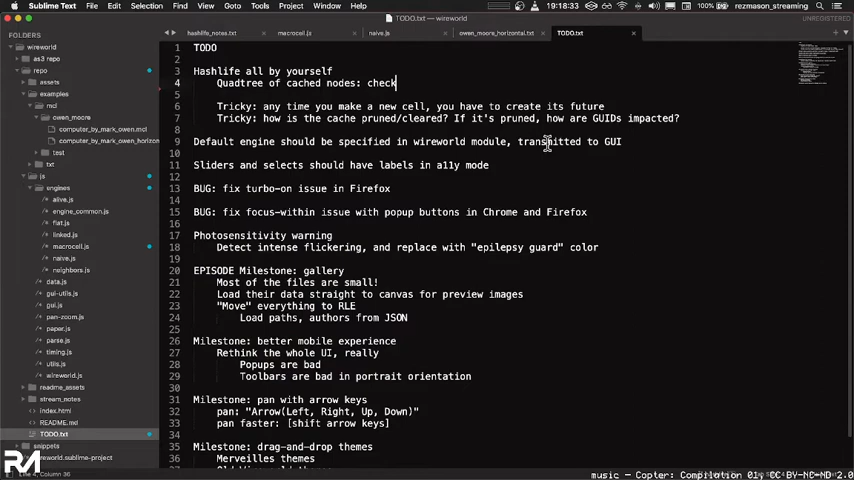 Sublime Text File Edit Selection Find View Goto Tools Project Window Help 100% 19:18:33 rezmason_streaming
TODO.txt — wireworld UNREGISTERED
hashlife_notes.txt macrocell.js naive.js owen_moore_horizontal.txt TODO.txt
FOLDERS
wireworld
as3 repo
repo
assets
examples
mcl
owen_moore
computer_by_mark_owen.mcl
computer_by_mark_owen_horizon
test
txt
js
engines
alive.js
engine_common.js
flat.js
linked.js
macrocell.js
naive.js
neighbors.js
data.js
gui-utils.js
gui.js
pan-zoom.js
paper.js
parse.js
timing.js
utils.js
wireworld.js
readme_assets
stream_notes
index.html
README.md
TODO.txt
snippets
wireworld.sublime-project
1 TODO
2
3 Hashlife all by yourself
4 Quadtree of cached nodes: check
5
6 Tricky: any time you make a new cell, you have to create its future
7 Tricky: how is the cache pruned/cleared? If it's pruned, how are GUIDs impacted?
8
9 Default engine should be specified in wireworld module, transmitted to GUI
10
11 Sliders and selects should have labels in a11y mode
12
13 BUG: fix turbo-on issue in Firefox
14
15 BUG: fix focus-within issue with popup buttons in Chrome and Firefox
16
17 Photosensitivity warning
18 Detect intense flickering, and replace with "epilepsy guard" color
19
20 EPISODE Milestone: gallery
21 Most of the files are small!
22 Load their data straight to canvas for preview images
23 "Move" everything to RLE
24 Load paths, authors from JSON
25
26 Milestone: better mobile experience
27 Rethink the whole UI, really
28 Popups are bad
29 Toolbars are bad in portrait orientation
30
31 Milestone: pan with arrow keys
32 pan: "Arrow(Left, Right, Up, Down)"
33 pan faster: [shift arrow keys]
34
35 Milestone: drag-and-drop themes
36 Merveilles themes
37
RM
Line 4, Column 36
music - Copter: Compilation 01, CC BY-NC-ND 2.0